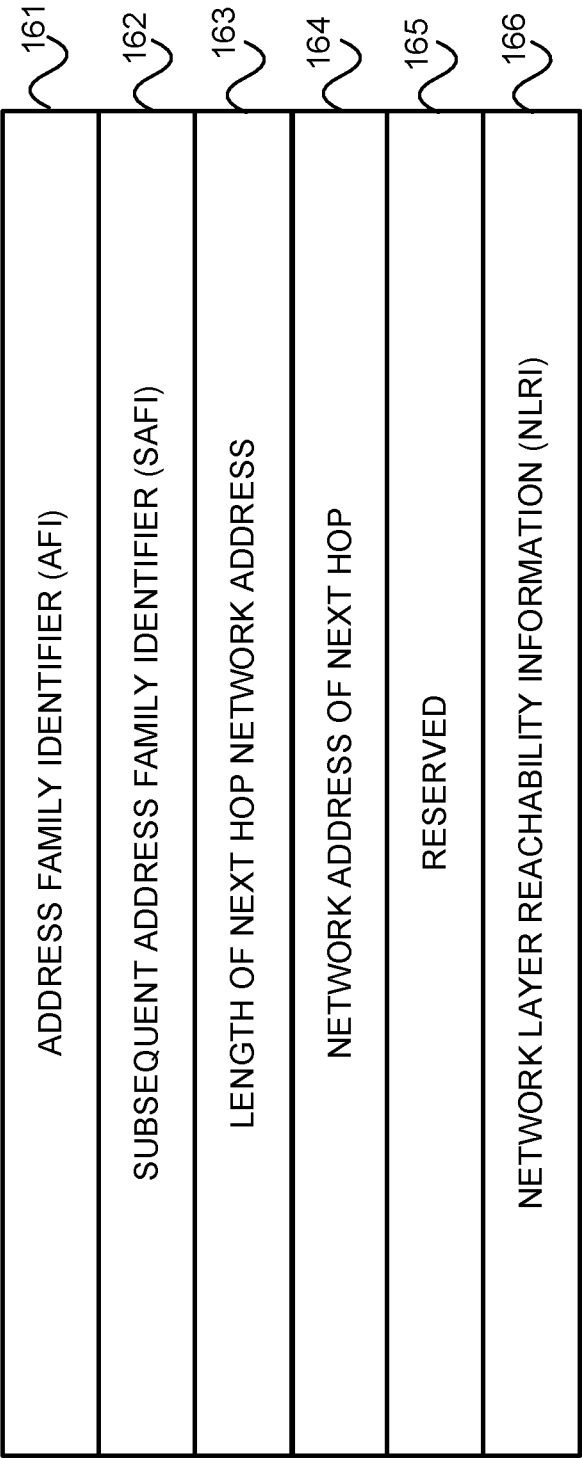 ADDRESS FAMILY IDENTIFIER (AFI) 161
SUBSEQUENT ADDRESS FAMILY IDENTIFIER (SAFI) 162
LENGTH OF NEXT HOP NETWORK ADDRESS 163
NETWORK ADDRESS OF NEXT HOP 164
RESERVED 165
NETWORK LAYER REACHABILITY INFORMATION (NLRI) 166